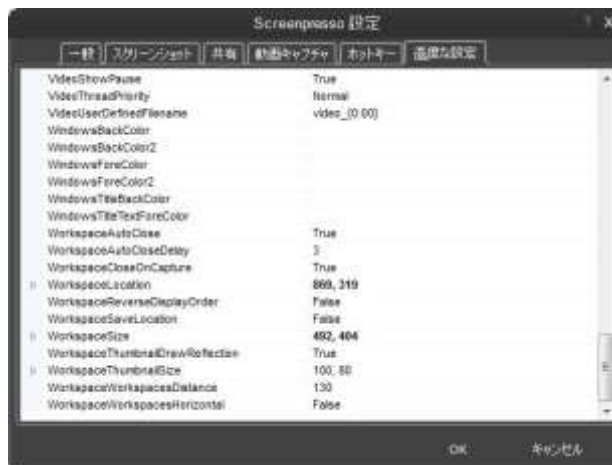 Screenpresso 設定
一般 スクリーンショット 共有 動画キャプチャ ホットキー 高度な設定
VideoShowPause True
VideoThreadPriority Normal
VideoUserDefinedFilename video_{0:00}
WindowsBackColor
WindowsBackColor2
WindowsForeColor
WindowsForeColor2
WindowsTitleBackColor
WindowsTitleTextForeColor
WorkspaceAutoClose True
WorkspaceAutoCloseDelay 3
WorkspaceCloseOnCapture True
WorkspaceLocation 869, 319
WorkspaceReverseDisplayOrder False
WorkspaceSaveLocation False
WorkspaceSize 492, 404
WorkspaceThumbnailDrawReflection True
WorkspaceThumbnailSize 100, 80
WorkspaceWorkspacesDistance 130
WorkspaceWorkspacesHorizontal False
OK キャンセル